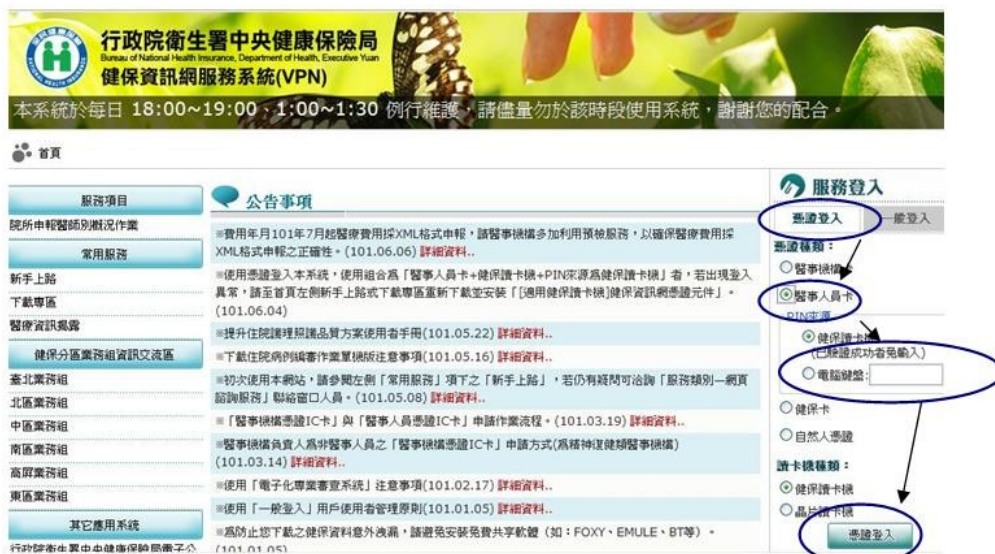 行政院衛生署中央健康保險局
Bureau of National Health Insurance, Department of Health, Executive Yuan
健保資訊網服務系統(VPN)
本系統於每日 18:00~19:00、1:00~1:30 例行維護，請儘量勿於該時段使用系統，謝謝您的配合。
首頁
服務項目
院所申報醫師別概況作業
常用服務
新手上路
下載專區
醫療資訊揭露
健保分區業務組資訊交流區
臺北業務組
北區業務組
中區業務組
南區業務組
高屏業務組
東區業務組
其它應用系統
行政院衛生署中央健康保險局電子公
公告事項
※費用年月101年7月起醫療費用採XML格式申報，請醫事機構多加利用預檢服務，以確保醫療費用採
XML格式申報之正確性。(101.06.06) 詳細資料..
※使用憑證登入本系統，使用組合為「醫事人員卡+健保讀卡機+PIN來源為健保讀卡機」者，若出現登入
異常，請至首頁左側新手上路或下載專區重新下載並安裝「[適用健保讀卡機]健保資訊網憑證元件」。
(101.06.04)
※提升住院護理照護品質方案使用者手冊(101.05.22) 詳細資料..
※下載住院病例編審作業單機版注意事項(101.05.16) 詳細資料..
※初次使用本網站，請參閱左側「常用服務」項下之「新手上路」，若仍有疑問可洽詢「服務類別—網頁
諮詢服務」聯絡窗口人員。(101.05.08) 詳細資料..
※「醫事機構憑證IC卡」與「醫事人員憑證IC卡」申請作業流程。(101.03.19) 詳細資料..
※醫事機構負責人為非醫事人員之「醫事機構憑證IC卡」申請方式(為精神復健類醫事機構)
(101.03.14) 詳細資料..
※使用「電子化專業審查系統」注意事項(101.02.17) 詳細資料..
※使用「一般登入」用戶使用者管理原則(101.01.05) 詳細資料..
※為防止您下載之健保資料意外洩漏，請避免安裝免費共享軟體（如：FOXY、EMULE、BT等）。
(101.01.05)
服務登入
憑證登入
一般登入
憑證種類：
醫事機構卡
醫事人員卡
PIN來源
健保讀卡機
(已驗證成功者免輸入)
電腦鍵盤：
健保卡
自然人憑證
讀卡機種類：
健保讀卡機
晶片讀卡機
憑證登入